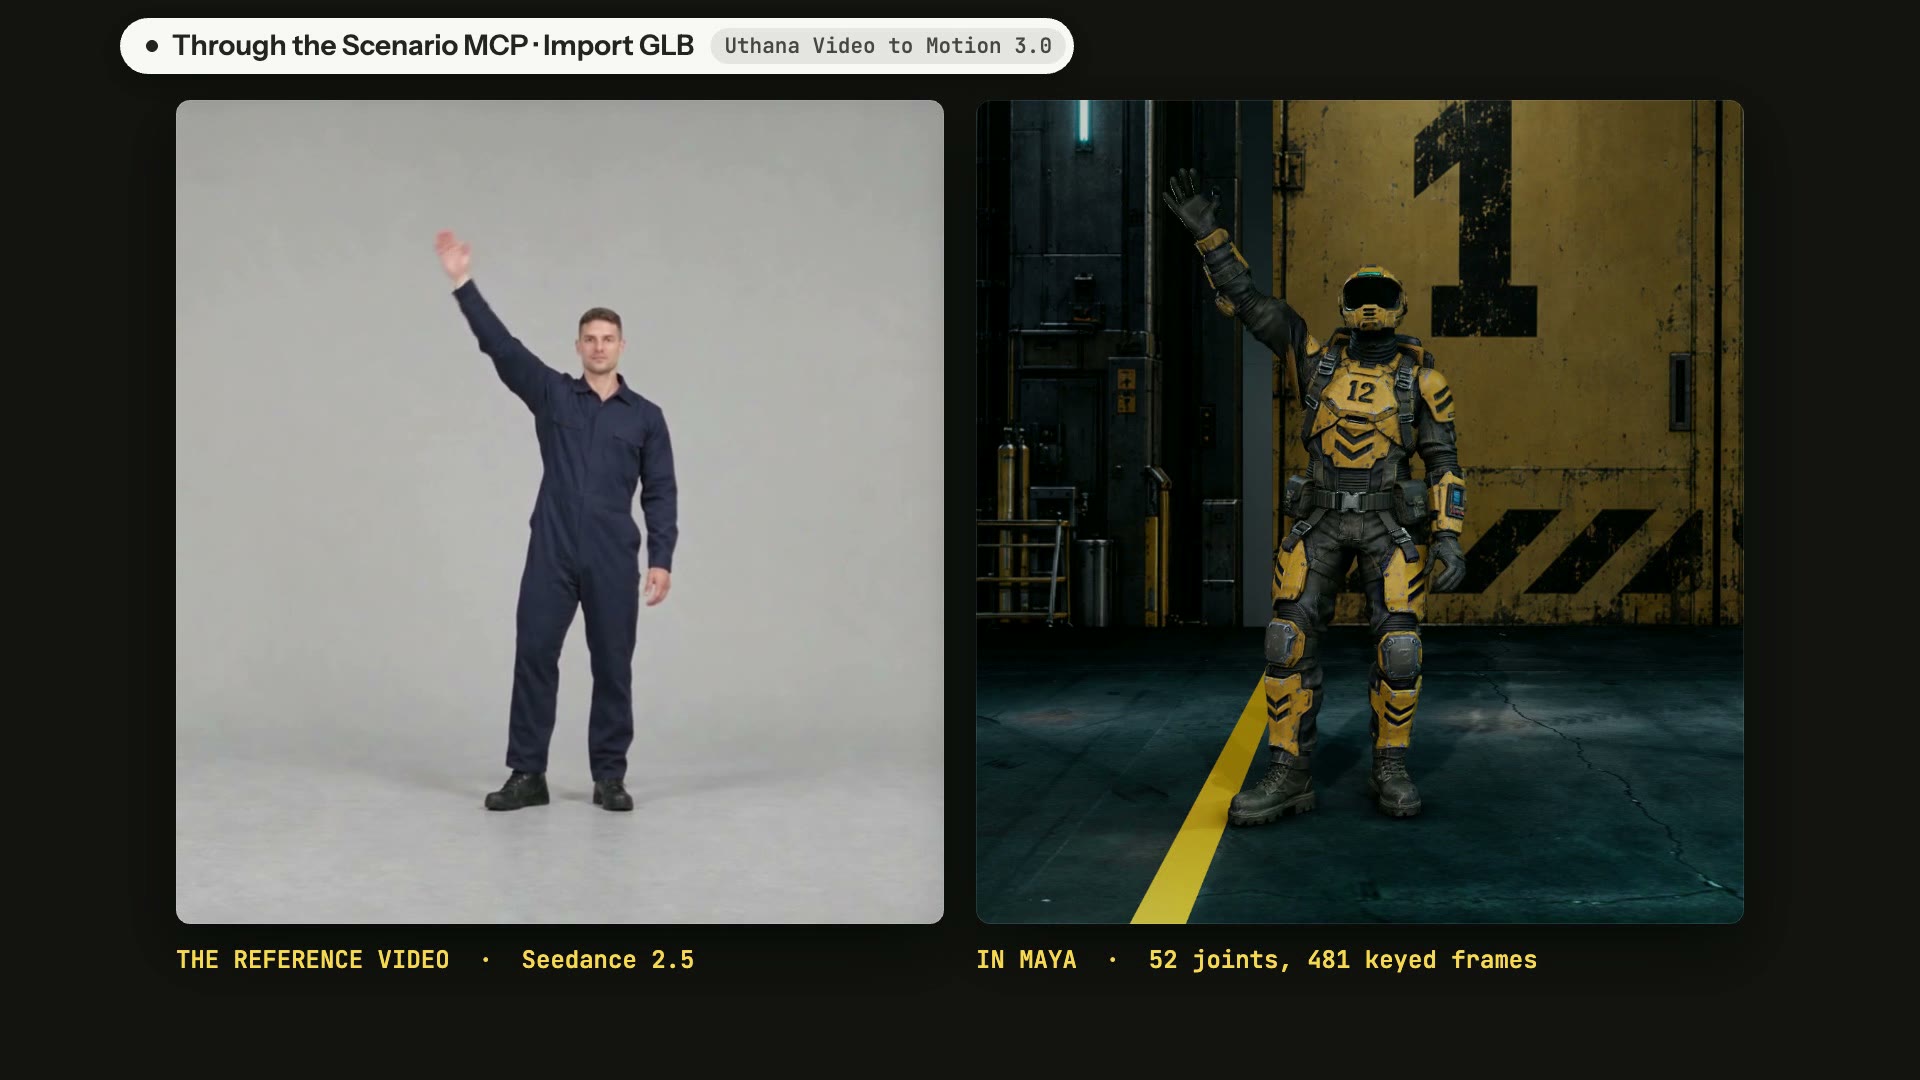 Through the Scenario MCP · Import GLB
Uthana Video to Motion 3.0
1
12
THE REFERENCE VIDEO · Seedance 2.5
IN MAYA · 52 joints, 481 keyed frames